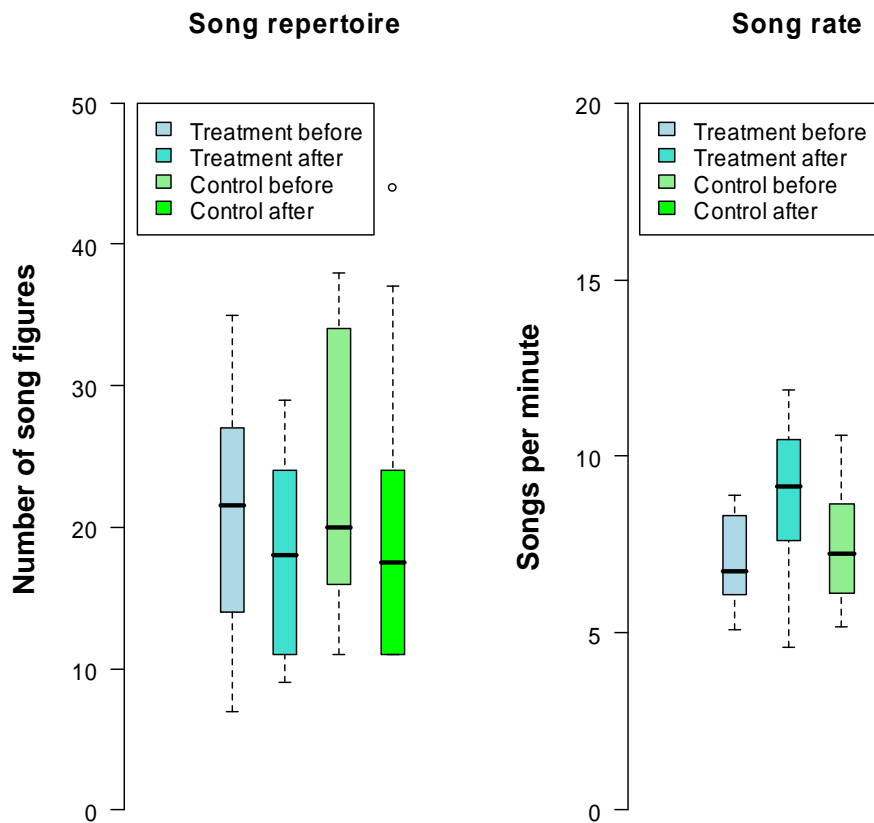 Song repertoire
Number of song figures
50
40
30
20
10
0
Treatment before
Treatment after
Control before
Control after
Song rate
Songs per minute
20
15
10
5
0
Treatment before
Treatment after
Control before
Control after